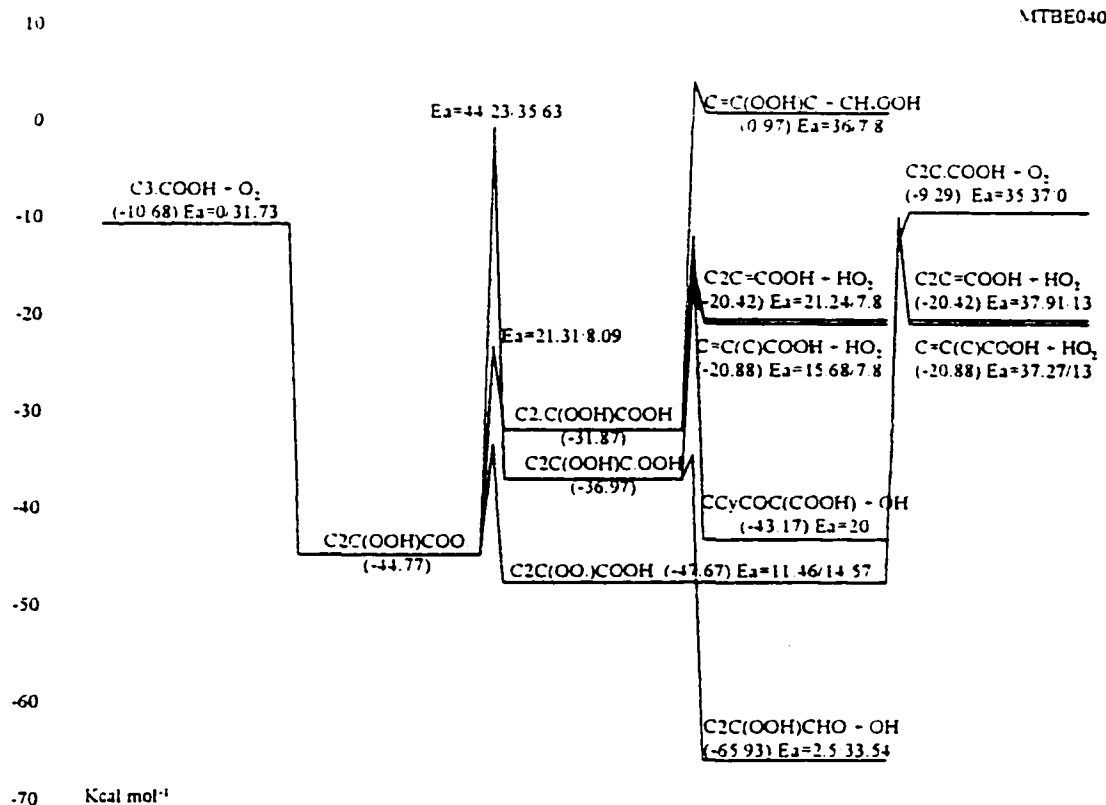 MTBE040
10
0
-10
-20
-30
-40
-50
-60
-70
Kcal mol⁻¹
C3.COOH + O₂
(-10.68) Ea=0/31.73
C2C(OOH)COO
(-44.77)
Ea=44.23/35.63
Ea=21.31/8.09
C2.C(OOH)COOH
(-31.87)
C2C(OOH)C.OOH
(-36.97)
C2C(OO.)COOH (-47.67) Ea=11.46/14.57
C=C(OOH)C + CH.OOH
(0.97) Ea=36/7.8
C2C=COOH + HO₂
(-20.42) Ea=21.24/7.8
C=C(C)COOH + HO₂
(-20.88) Ea=15.68/7.8
CCyCOC(COOH) + OH
(-43.17) Ea=20
C2C(OOH)CHO + OH
(-65.93) Ea=2.5/33.54
C2C.COOH + O₂
(-9.29) Ea=35.37/0
C2C=COOH + HO₂
(-20.42) Ea=37.91/13
C=C(C)COOH + HO₂
(-20.88) Ea=37.27/13